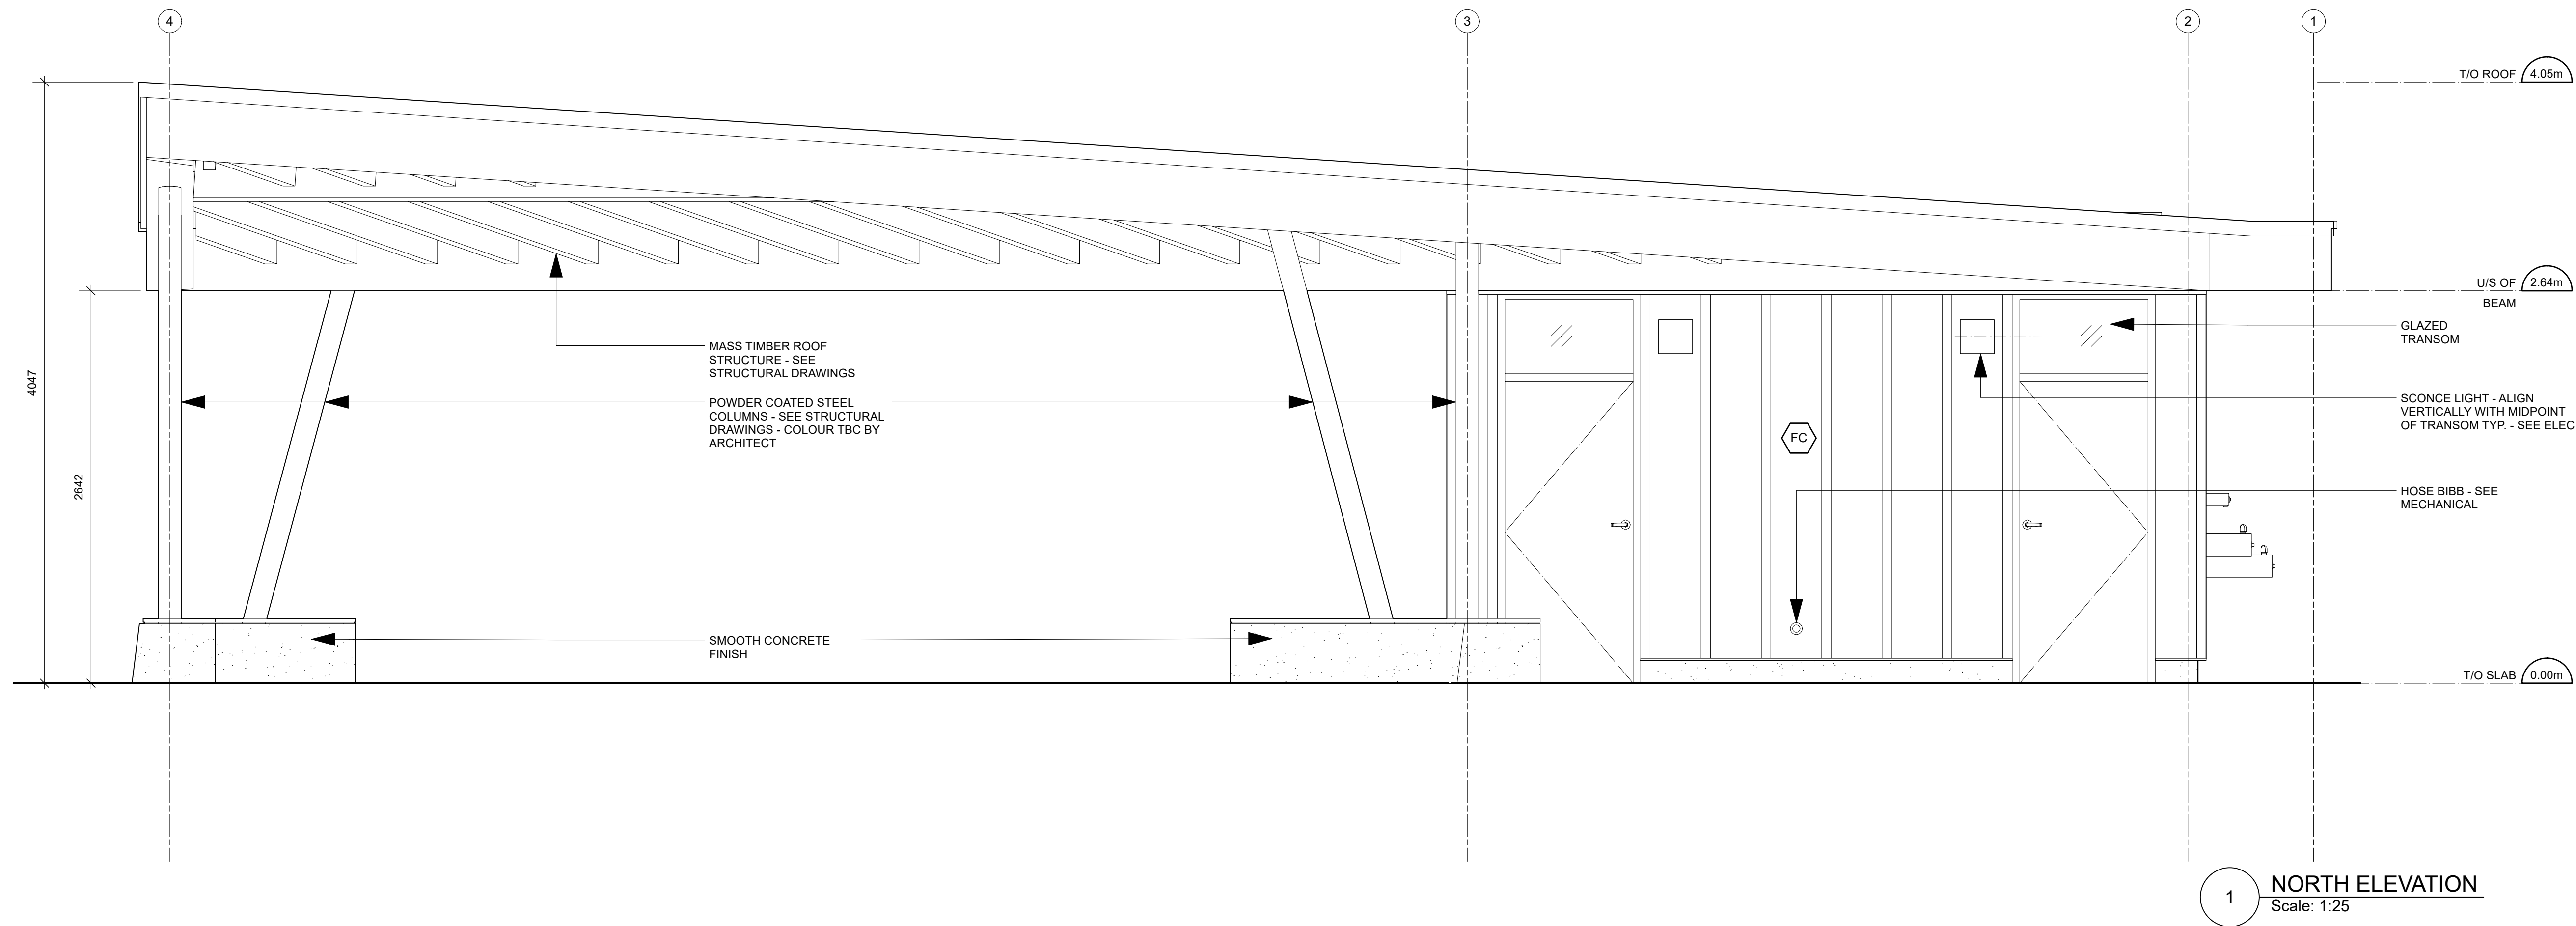 4
3
2
1
T/O ROOF 4.05m
U/S OF 2.64m
BEAM
GLAZED
TRANSOM
MASS TIMBER ROOF
STRUCTURE - SEE
STRUCTURAL DRAWINGS
4047
POWDER COATED STEEL
COLUMNS - SEE STRUCTURAL
DRAWINGS - COLOUR TBC BY
ARCHITECT
SCONCE LIGHT - ALIGN
VERTICALLY WITH MIDPOINT
OF TRANSOM TYP. - SEE ELEC
FC
2642
HOSE BIBB - SEE
MECHANICAL
SMOOTH CONCRETE
FINISH
T/O SLAB 0.00m
1 NORTH ELEVATION
Scale: 1:25